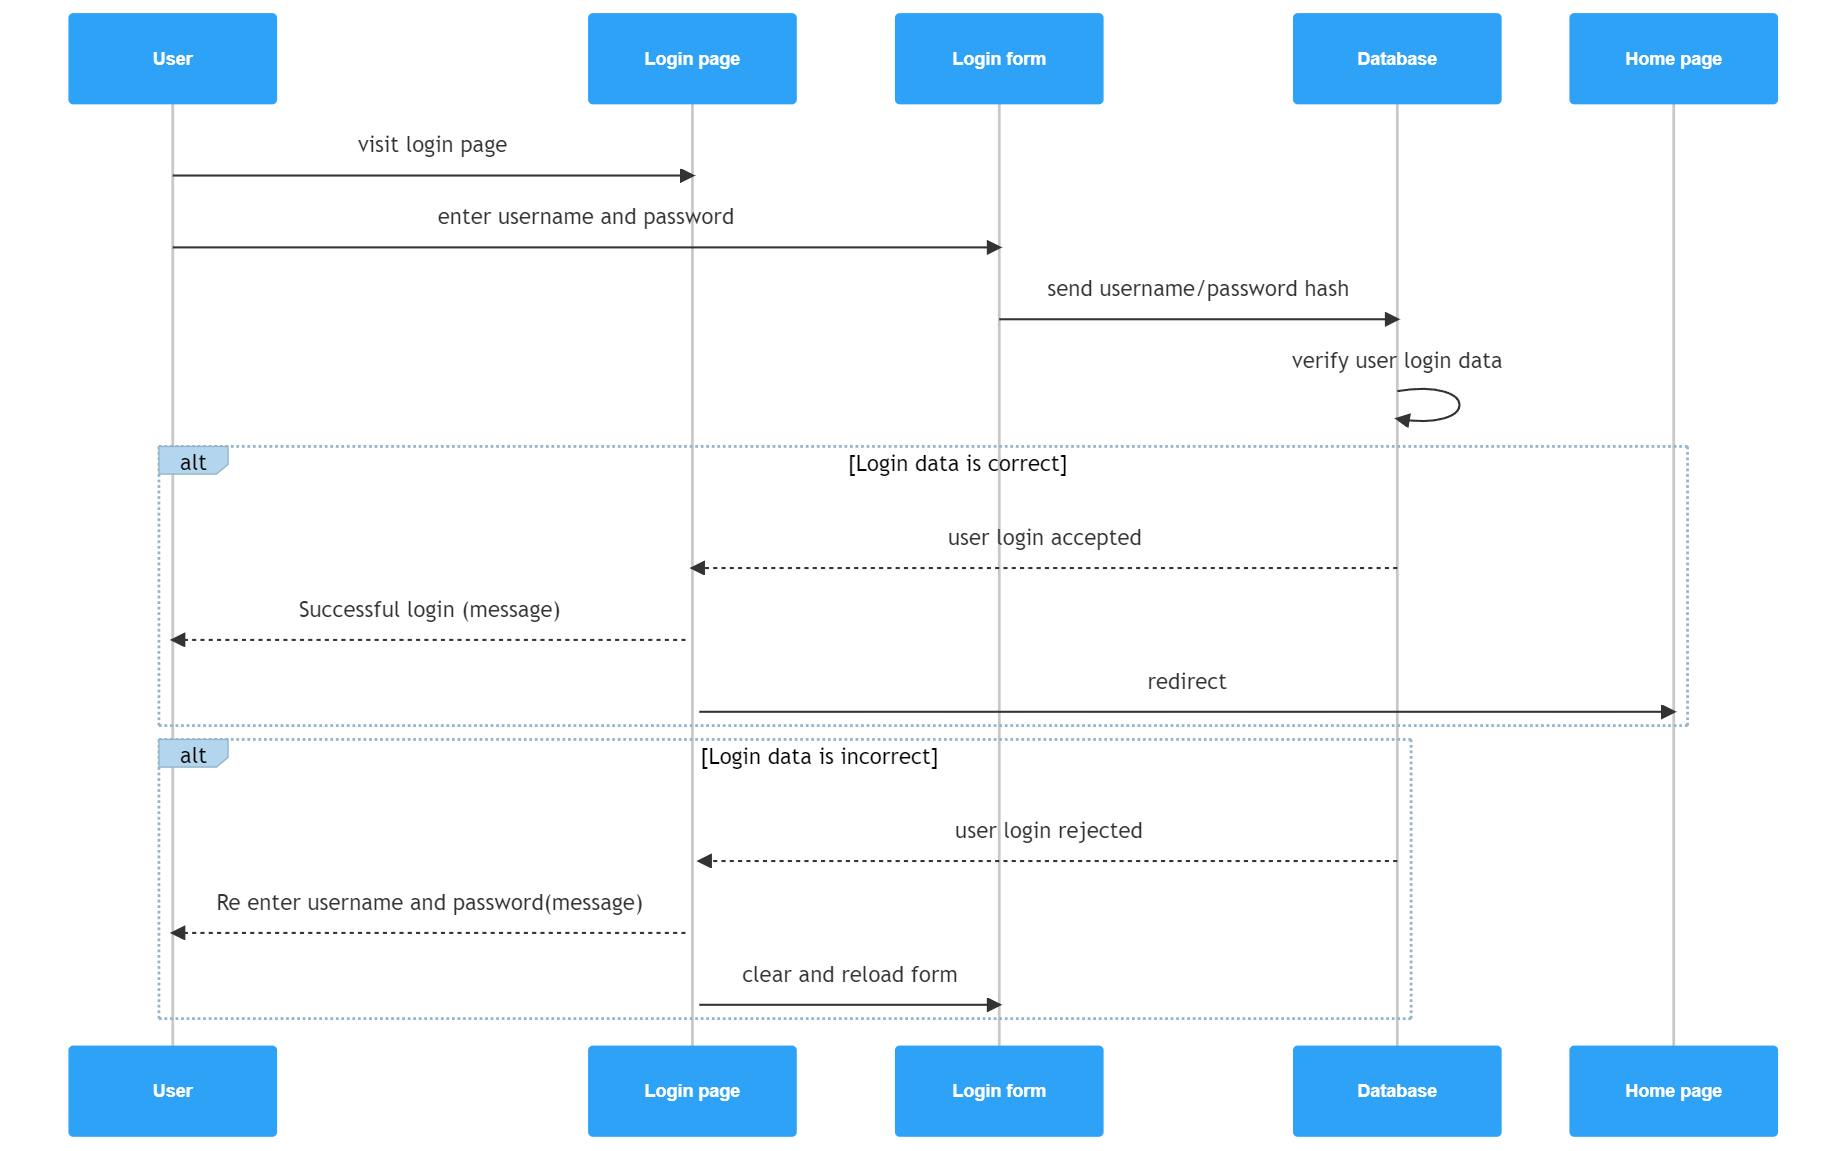 User
Login page
Login form
Database
Home page
visit login page
enter username and password
send username/password hash
verify user login data
alt
[Login data is correct]
user login accepted
Successful login (message)
redirect
alt
[Login data is incorrect]
user login rejected
Re enter username and password(message)
clear and reload form
User
Login page
Login form
Database
Home page